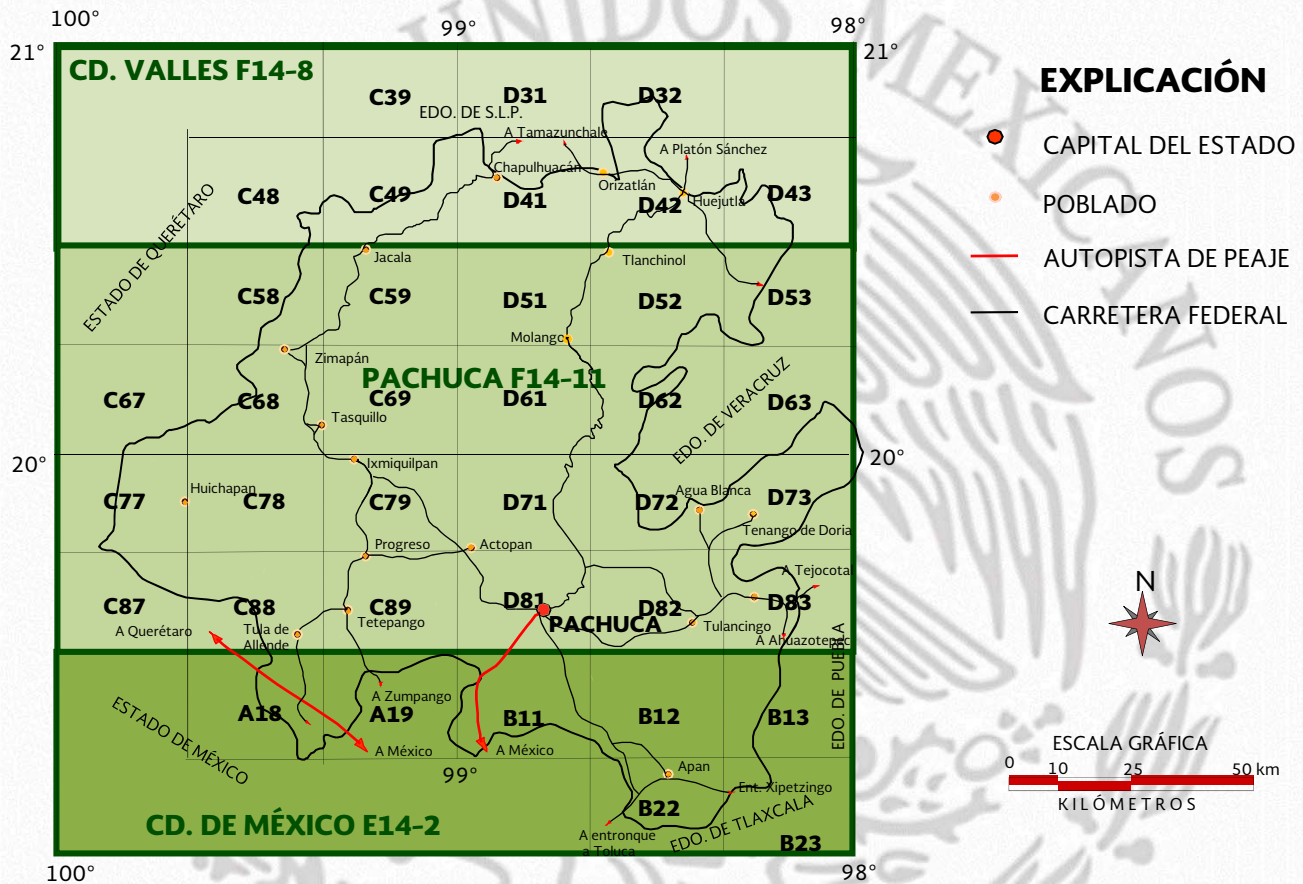 UNIDOS MEXICANOS
100°
99°
98°
21°
21°
CD. VALLES F14-8
C39
D31
D32
EDO. DE S.L.P.
A Tamazunchale
A Platón Sánchez
Chapulhuacán
Orizatlán
Huejutla
C48
C49
D41
D42
D43
ESTADO DE QUERÉTARO
Jacala
Tlanchinol
C58
C59
D51
D52
D53
Molango
Zimapán
PACHUCA F14-11
C67
C68
C69
D61
D62
D63
EDO. DE VERACRUZ
Tasquillo
20°
20°
Ixmiquilpan
Huichapan
Agua Blanca
C77
C78
C79
D71
D72
D73
Tenango de Doria
Progreso
Actopan
A Tejocota
C87
C88
C89
D81
D82
D83
A Querétaro
Tula de
Allende
Tetepango
PACHUCA
Tulancingo
A Ahuazotepec
EDO. DE PUEBLA
A Zumpango
ESTADO DE MÉXICO
A18
A19
B11
B12
B13
A México
A México
99°
Apan
Ent. Xipetzingo
B22
EDO. DE TLAXCALA
CD. DE MÉXICO E14-2
A entronque
a Toluca
B23
100°
98°
EXPLICACIÓN
CAPITAL DEL ESTADO
POBLADO
AUTOPISTA DE PEAJE
CARRETERA FEDERAL
N
ESCALA GRÁFICA
0 10 25 50 km
KILÓMETROS